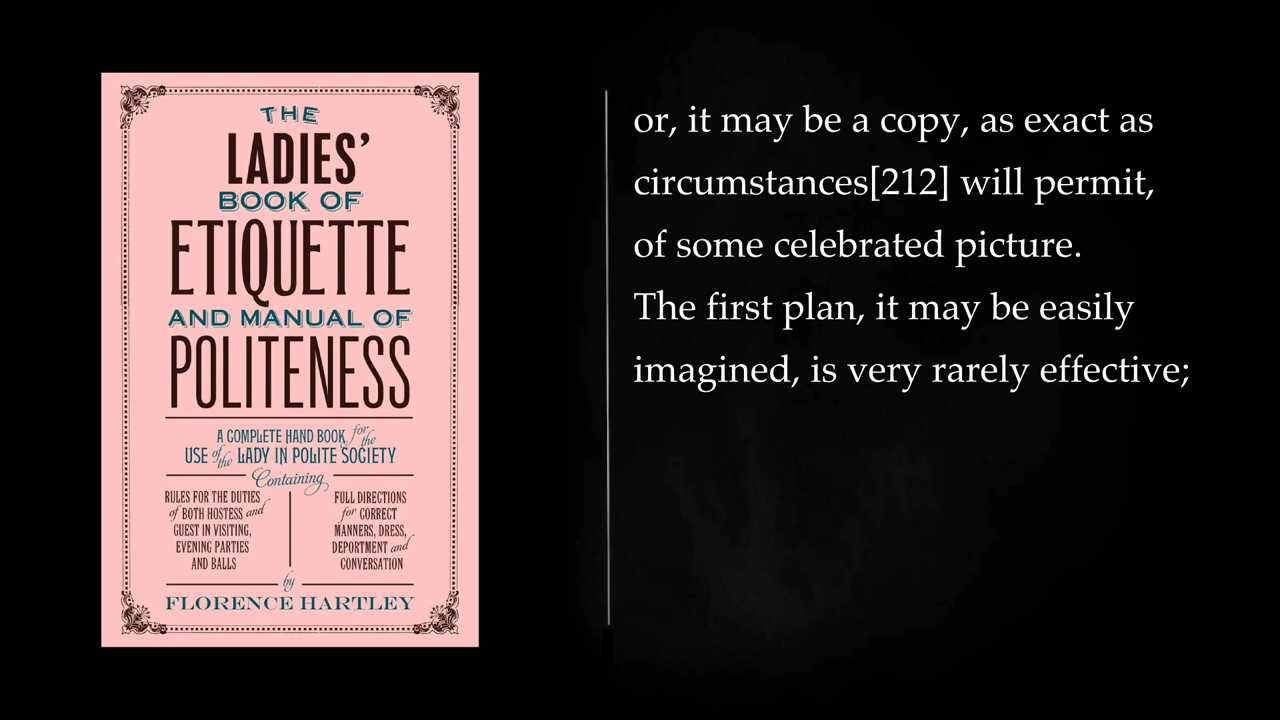 THE
LADIES'
BOOK OF
ETIQUETTE
AND MANUAL OF
POLITENESS
A COMPLETE HAND BOOK for the
USE of the LADY IN POLITE SOCIETY
Containing
RULES FOR THE DUTIES
of BOTH HOSTESS and
GUEST IN VISITING,
EVENING PARTIES
AND BALLS
FULL DIRECTIONS
for CORRECT
MANNERS, DRESS,
DEPORTMENT and
CONVERSATION
by
FLORENCE HARTLEY
or, it may be a copy, as exact as
circumstances[212] will permit,
of some celebrated picture.
The first plan, it may be easily
imagined, is very rarely effective;